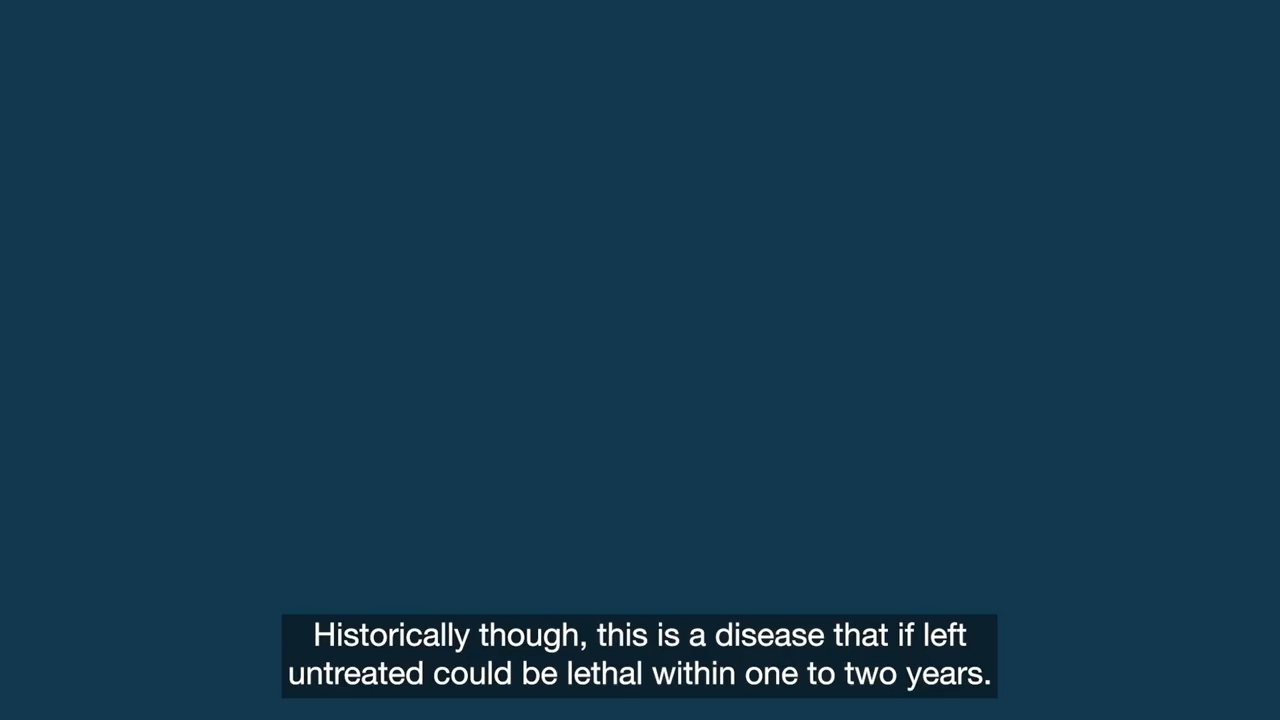 Historically though, this is a disease that if left
untreated could be lethal within one to two years.